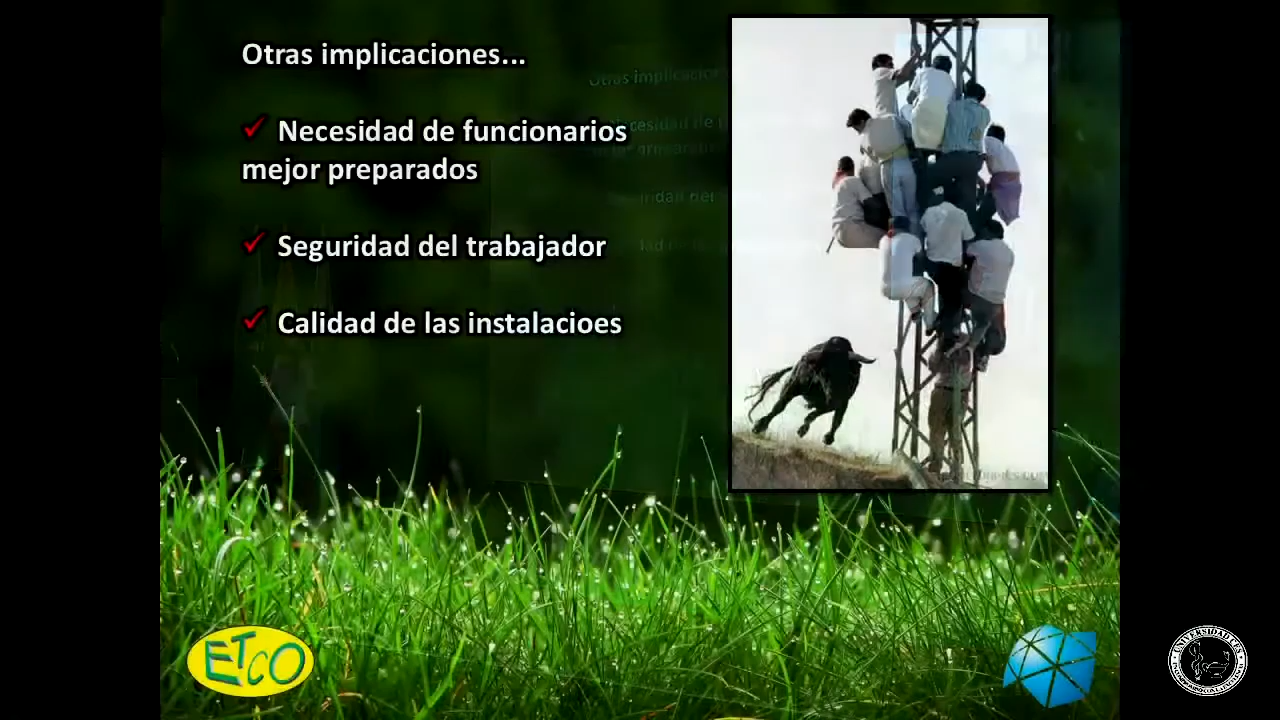 Otras implicaciones...
✓ Necesidad de funcionarios
mejor preparados
✓ Seguridad del trabajador
✓ Calidad de las instalacioes
ETCO